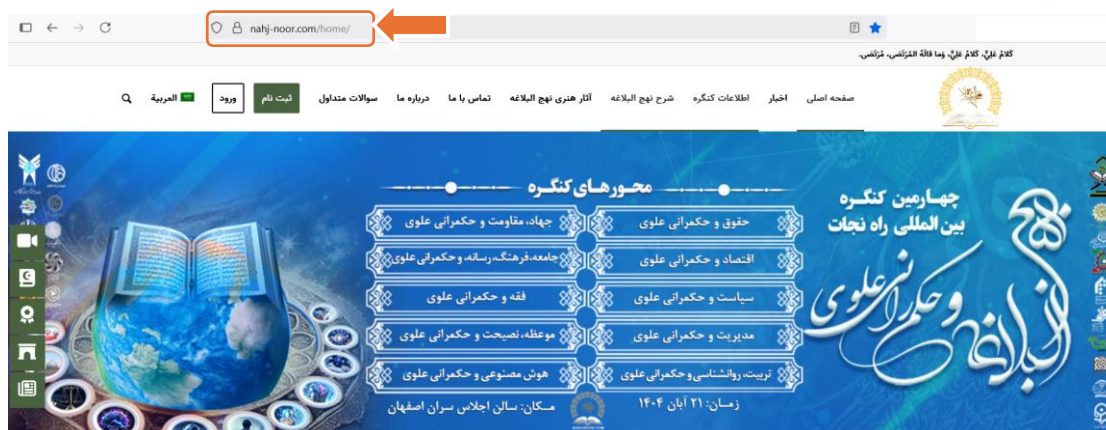 nahj-noor.com/home/
کَلامُ عَلِيٍّ، کَلامُ عَلِيٍّ، وَما قالَهُ المُرْتَضی، مُرْتَضی.
صفحه اصلی اخبار اطلاعات کنگره شرح نهج البلاغه آثار هنری نهج البلاغه تماس با ما درباره ما سوالات متداول ثبت نام ورود العربية
چهارمین کنگره
بین المللی راه نجات
نهج البلاغه
و حکمرانی علوی
محورهای کنگره
حقوق و حکمرانی علوی جهاد، مقاومت و حکمرانی علوی
اقتصاد و حکمرانی علوی جامعه، فرهنگ، رسانه، و حکمرانی علوی
سیاست و حکمرانی علوی فقه و حکمرانی علوی
مدیریت و حکمرانی علوی موعظه، نصیحت و حکمرانی علوی
تربیت، روانشناسی و حکمرانی علوی هوش مصنوعی و حکمرانی علوی
زمان: ۲۱ آبان ۱۴۰۴ مکان: سالن اجلاس سران اصفهان